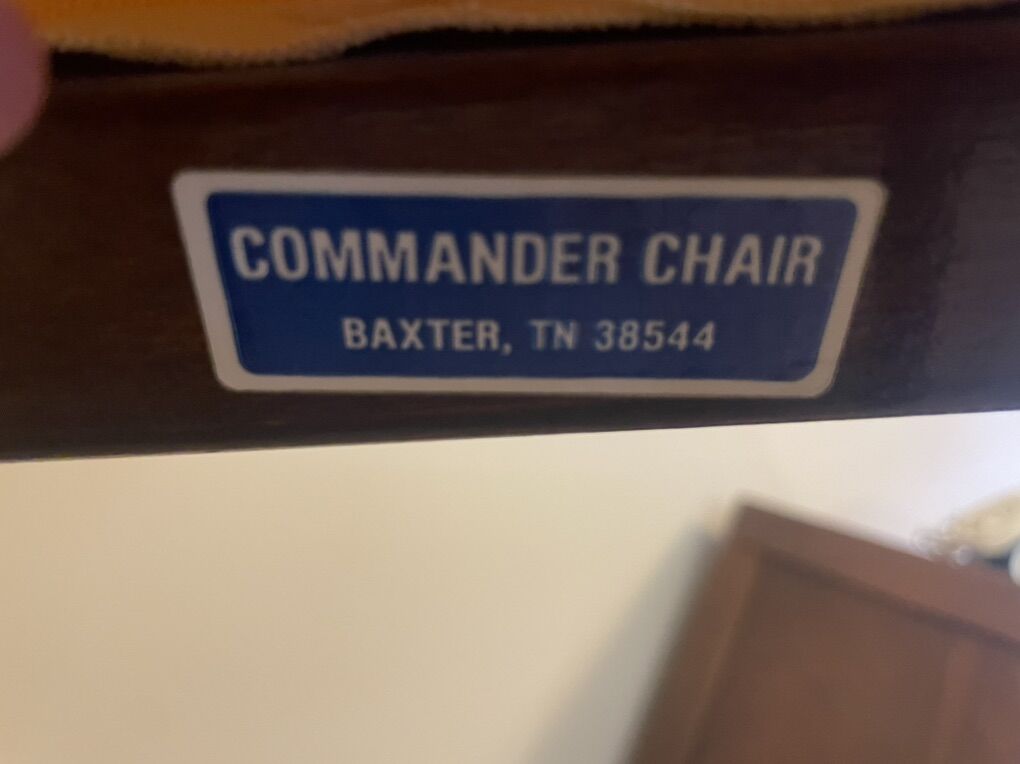 COMMANDER CHAIR
BAXTER, TN 38544